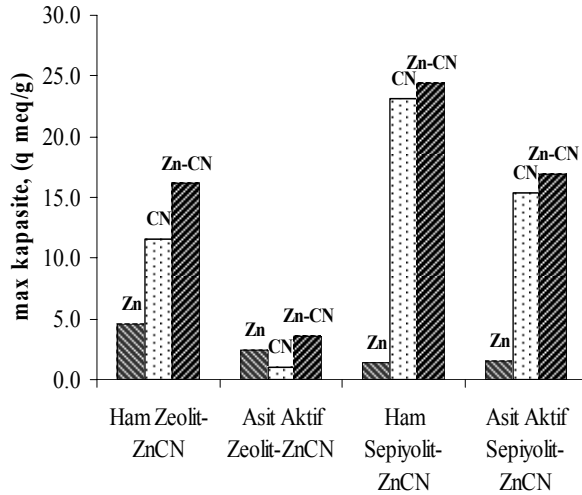 max kapasite, (q meq/g)
30.0
25.0
20.0
15.0
10.0
5.0
0.0
Zn
CN
Zn-CN
Zn
CN
Zn-CN
Zn
CN
Zn-CN
Zn
CN
Zn-CN
Ham Zeolit-
ZnCN
Asit Aktif
Zeolit-ZnCN
Ham
Sepiyolit-
ZnCN
Asit Aktif
Sepiyolit-
ZnCN